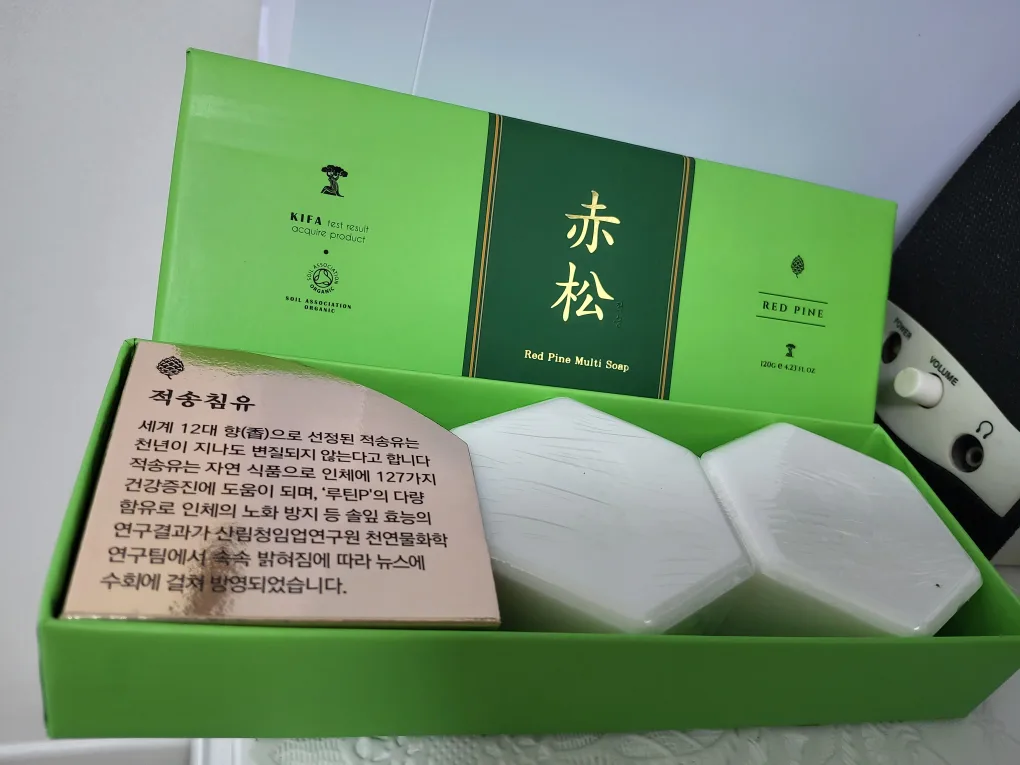 KIFA test result
acquire product
SOIL ASSOCIATION
ORGANIC
SOIL ASSOCIATION
ORGANIC
赤
松
Red Pine Multi Soap
RED PINE
120G e 4.23 FL OZ
적송침유
세계 12대 향(香)으로 선정된 적송유는
천년이 지나도 변질되지 않는다고 합니다
적송유는 자연 식품으로 인체에 127가지
건강증진에 도움이 되며, '루틴P'의 다량
함유로 인체의 노화 방지 등 솔잎 효능의
연구결과가 산림청임업연구원 천연물화학
연구팀에서 속속 밝혀짐에 따라 뉴스에
수회에 걸쳐 방영되었습니다.
POWER
VOLUME